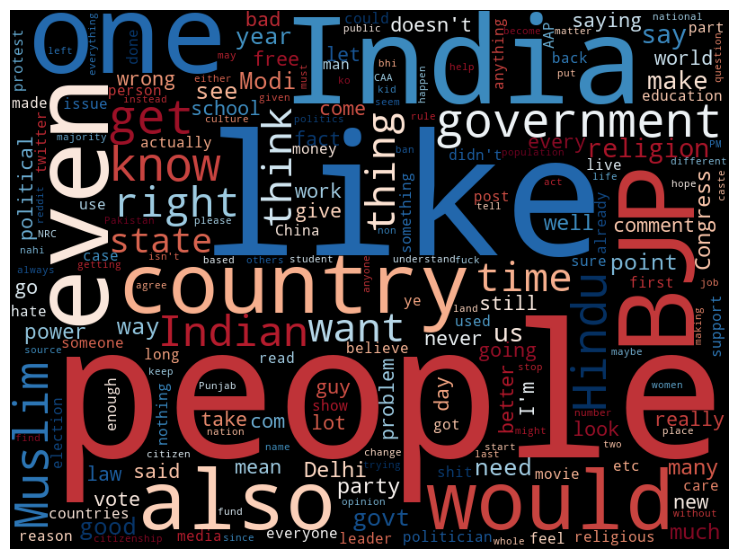 one
India
left
everything
done
bad
year
doesn't
could
public
bhi
CAA
AAP
saying
say
national
part
matter
question
protest
may
wrong
free
let
man
anything
become
back
put
world
make
education
must
person
see
Modi
kid
seem
happen
help
made
issue
school
come
government
twitter
get
either
instead
given
ko
culture
fact
politics
rule
didn't
every
religion
PM
majority
actually
think
thing
ban
population
different
even
know
money
like
live
life
caste
political
reddit
use
Pakistan
please
right
work
give
post
tell
act
hope
something
well
already
comment
Congress
NRC
state
China
non
nahi
case
isn't
based
others
student
understand
fuck
sure
BJP
point
always
getting
agree
country
anyone
time
first
job
go
hate
power
way
Indian
want
ye
land
still
used
making
support
someone
never
us
going
maybe
source
long
read
believe
Hindu
people
Muslim
keep
nothing
enough
Punjab
guy
problem
day
I'm
stop
better
women
election
take
com
show
lot
got
number
look
really
find
nation
citizen
name
change
start
might
last
two
place
law
said
mean
Delhi
trying
need
shit
movie
etc
many
vote
also
party
would
care
countries
fund
opinion
new
without
reason
good
citizenship
media
since
everyone
govt
leader
politician
whole
feel
religious
much